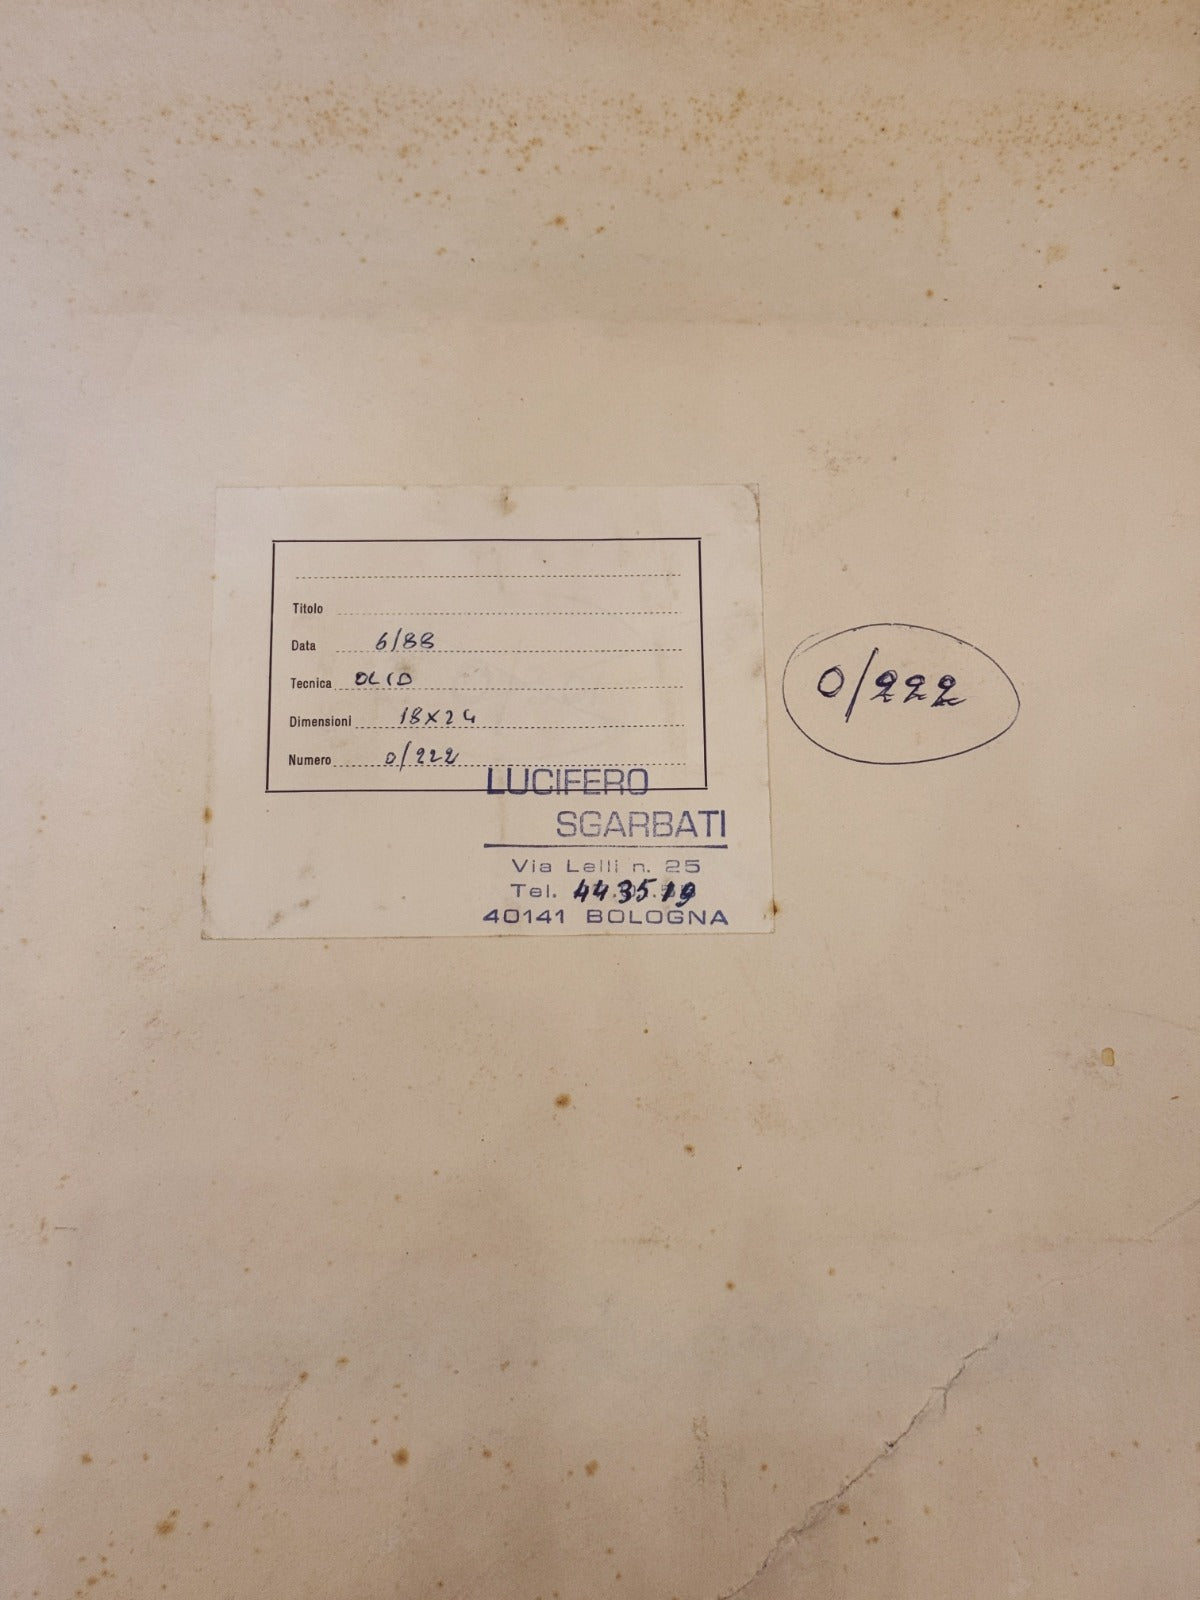 Titolo
Data 6/88
Tecnica OLIO
Dimensioni 18x24
Numero 0/222
0/222
LUCIFERO
SGARBATI
Via Lelli n. 25
Tel. 44 35 19
40141 BOLOGNA